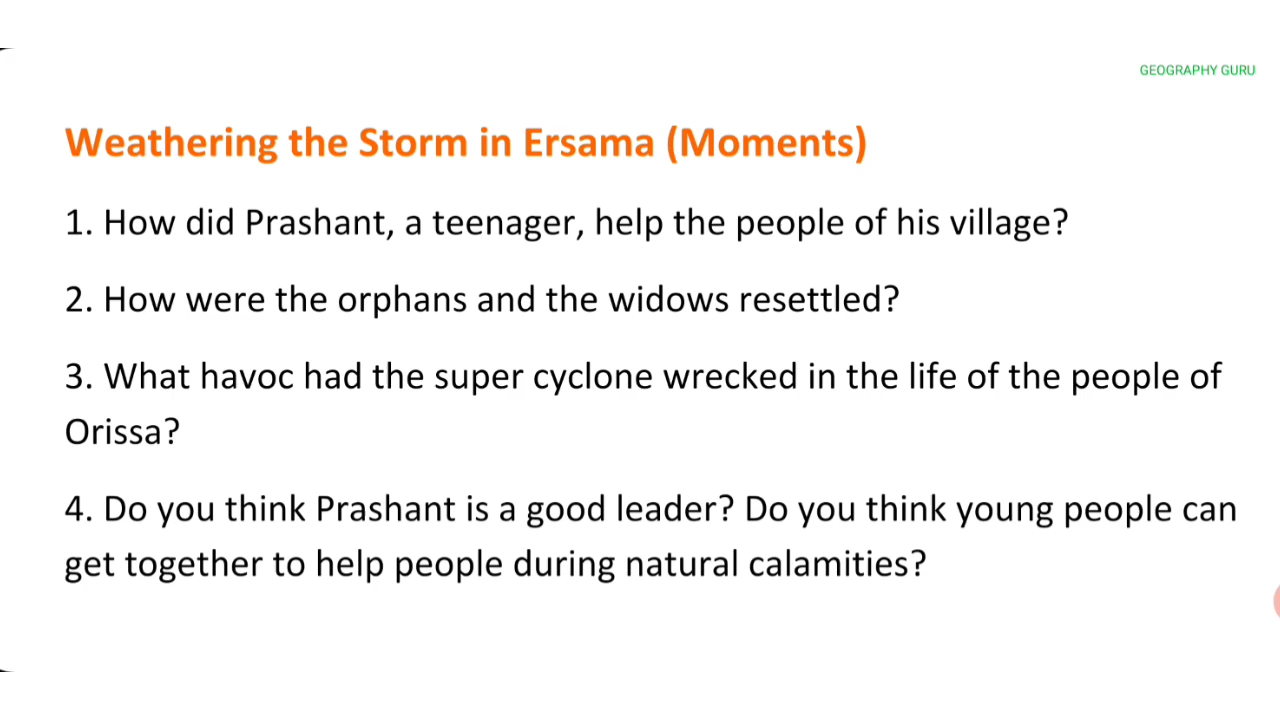 GEOGRAPHY GURU
Weathering the Storm in Ersama (Moments)
1. How did Prashant, a teenager, help the people of his village?
2. How were the orphans and the widows resettled?
3. What havoc had the super cyclone wrecked in the life of the people of
Orissa?
4. Do you think Prashant is a good leader? Do you think young people can
get together to help people during natural calamities?